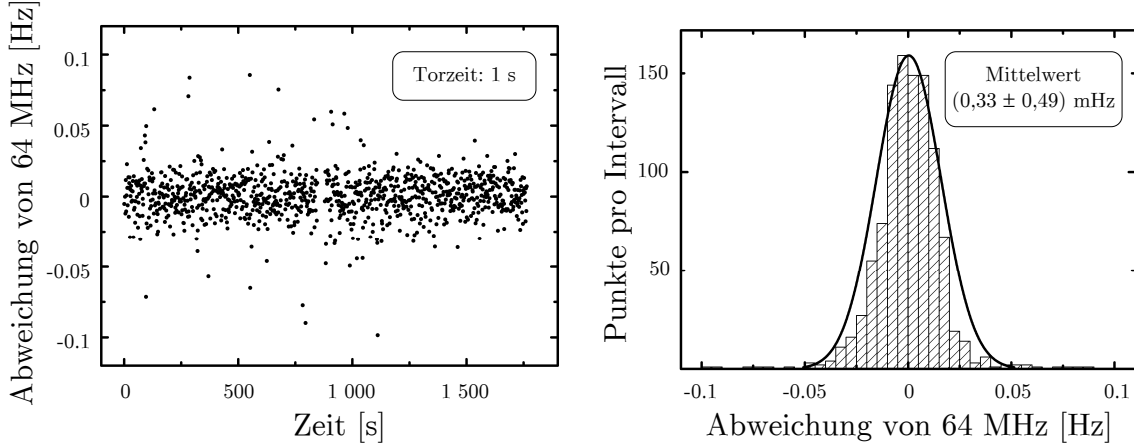 Abweichung von 64 MHz [Hz]
0.1
0.05
0
-0.05
-0.1
Torzeit: 1 s
0
500
1 000
1 500
Zeit [s]
Punkte pro Intervall
150
100
50
Mittelwert
(0,33 ± 0,49) mHz
-0.1
-0.05
0
0.05
0.1
Abweichung von 64 MHz [Hz]